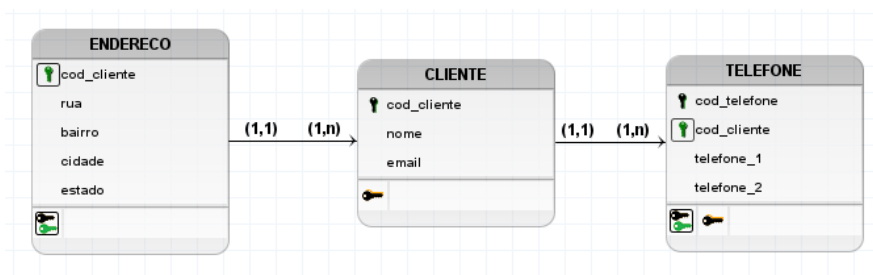 ENDERECO
cod_cliente
rua
bairro
cidade
estado
(1,1) (1,n)
CLIENTE
cod_cliente
nome
email
(1,1) (1,n)
TELEFONE
cod_telefone
cod_cliente
telefone_1
telefone_2